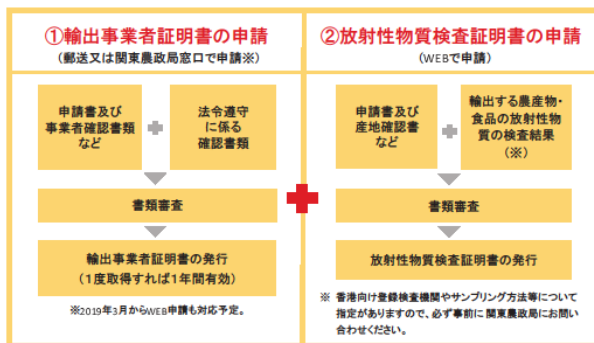 ①輸出事業者証明書の申請
(郵送又は関東農政局窓口で申請※)
申請書及び
事業者確認書類
など
法令遵守
に係る
確認書類
書類審査
輸出事業者証明書の発行
(1度取得すれば1年間有効)
※2019年3月からWEB申請も対応予定。
②放射性物質検査証明書の申請
(WEBで申請)
申請書及び
産地確認書
など
輸出する農産物・
食品の放射性物
質の検査結果
(※)
書類審査
放射性物質検査証明書の発行
※ 香港向け登録検査機関やサンプリング方法等について
指定がありますので、必ず事前に関東農政局にお問い
合わせください。